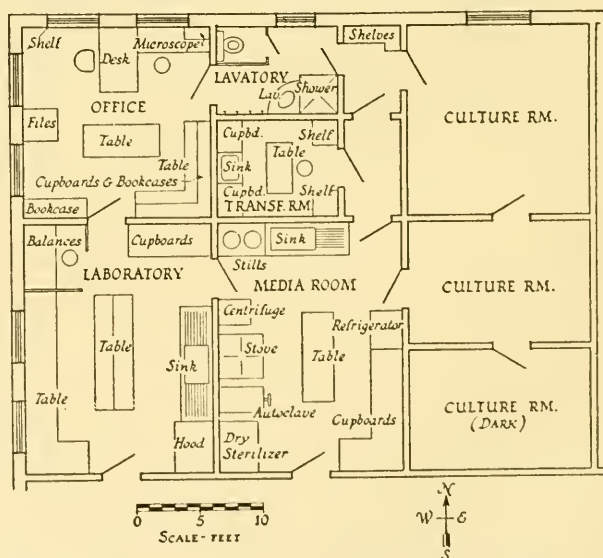 Shelf
Microscope
Desk
OFFICE
Files
Table
Table
Cupboards & Bookcases
Bookcase
LAVATORY
Lav.
Shower
Shelves
Cupbd.
Shelf
Sink
Table
Cupbd.
Shelf
TRANSF. RM.
CULTURE RM.
Balances
Cupboards
LABORATORY
Table
Table
Sink
Hood
Stills
Sink
MEDIA ROOM
Centrifuge
Refrigerator
Stove
Table
Autoclave
Dry
Sterilizer
Cupboards
CULTURE RM.
CULTURE RM.
(DARK)
0 5 10
SCALE - FEET
N
W E
S